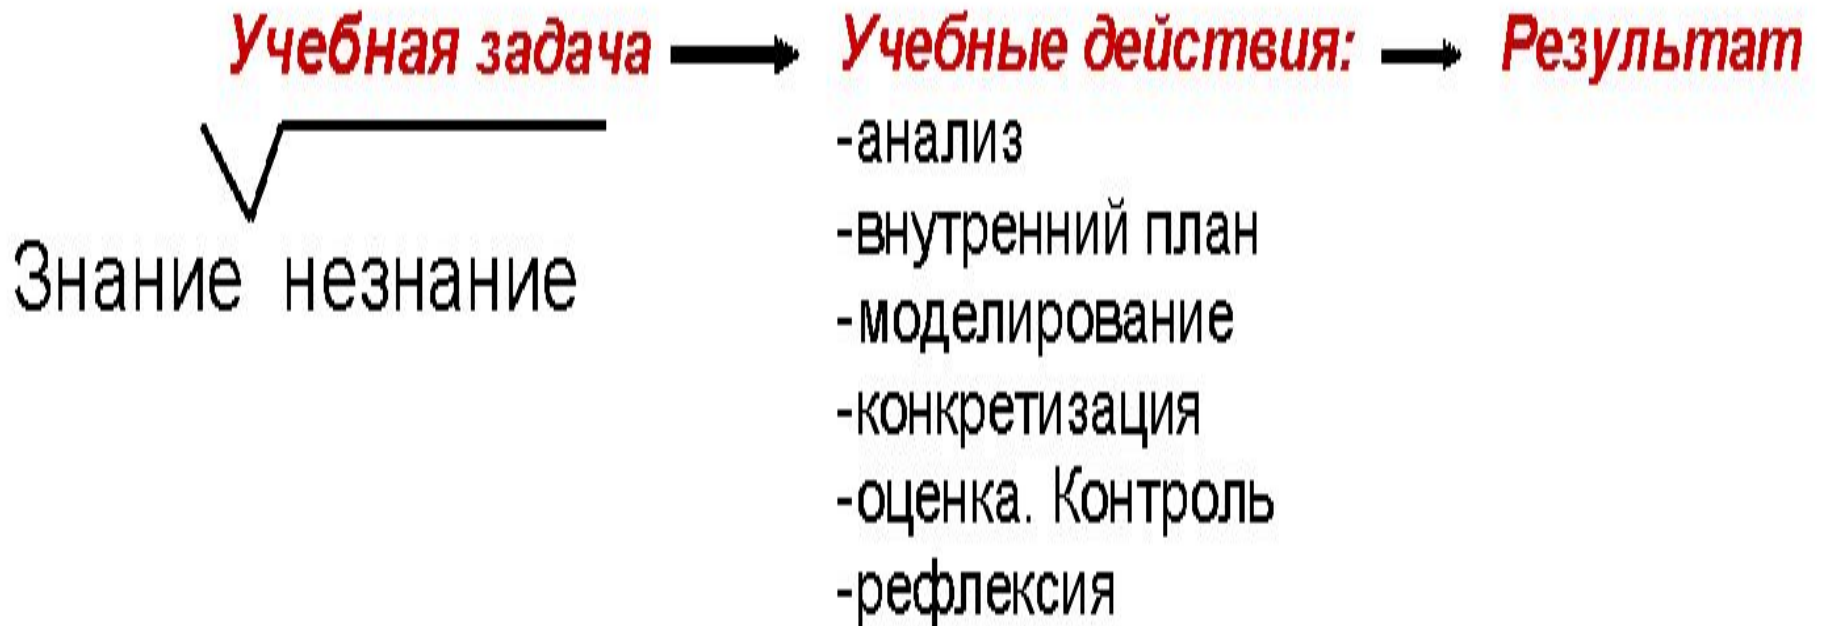 Учебная задача Учебные действия: Результат
-анализ
-внутренний план
Знание незнание
-моделирование
-конкретизация
-оценка. Контроль
-рефлексия